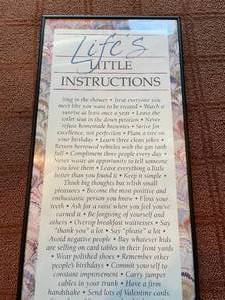 Life's
LITTLE
INSTRUCTIONS
Sing in the shower • Treat everyone you
meet like you want to be treated • Watch a
sunrise at least once a year • Leave the
toilet seat in the down position • Never
refuse homemade brownies • Strive for
excellence, not perfection • Plant a tree on
your birthday • Learn three clean jokes •
Return borrowed vehicles with the gas tank
full • Compliment three people every day •
Never waste an opportunity to tell someone
you love them • Leave everything a little
better than you found it • Keep it simple •
Think big thoughts but relish small
pleasures • Become the most positive and
enthusiastic person you know • Floss your
teeth • Ask for a raise when you feel you've
earned it • Be forgiving of yourself and
others • Overtip breakfast waitresses • Say
"thank you" a lot • Say "please" a lot •
Avoid negative people • Buy whatever kids
are selling on card tables in their front yards
• Wear polished shoes • Remember other
people's birthdays • Commit yourself to
constant improvement • Carry jumper
cables in your trunk • Have a firm
handshake • Send lots of Valentine cards